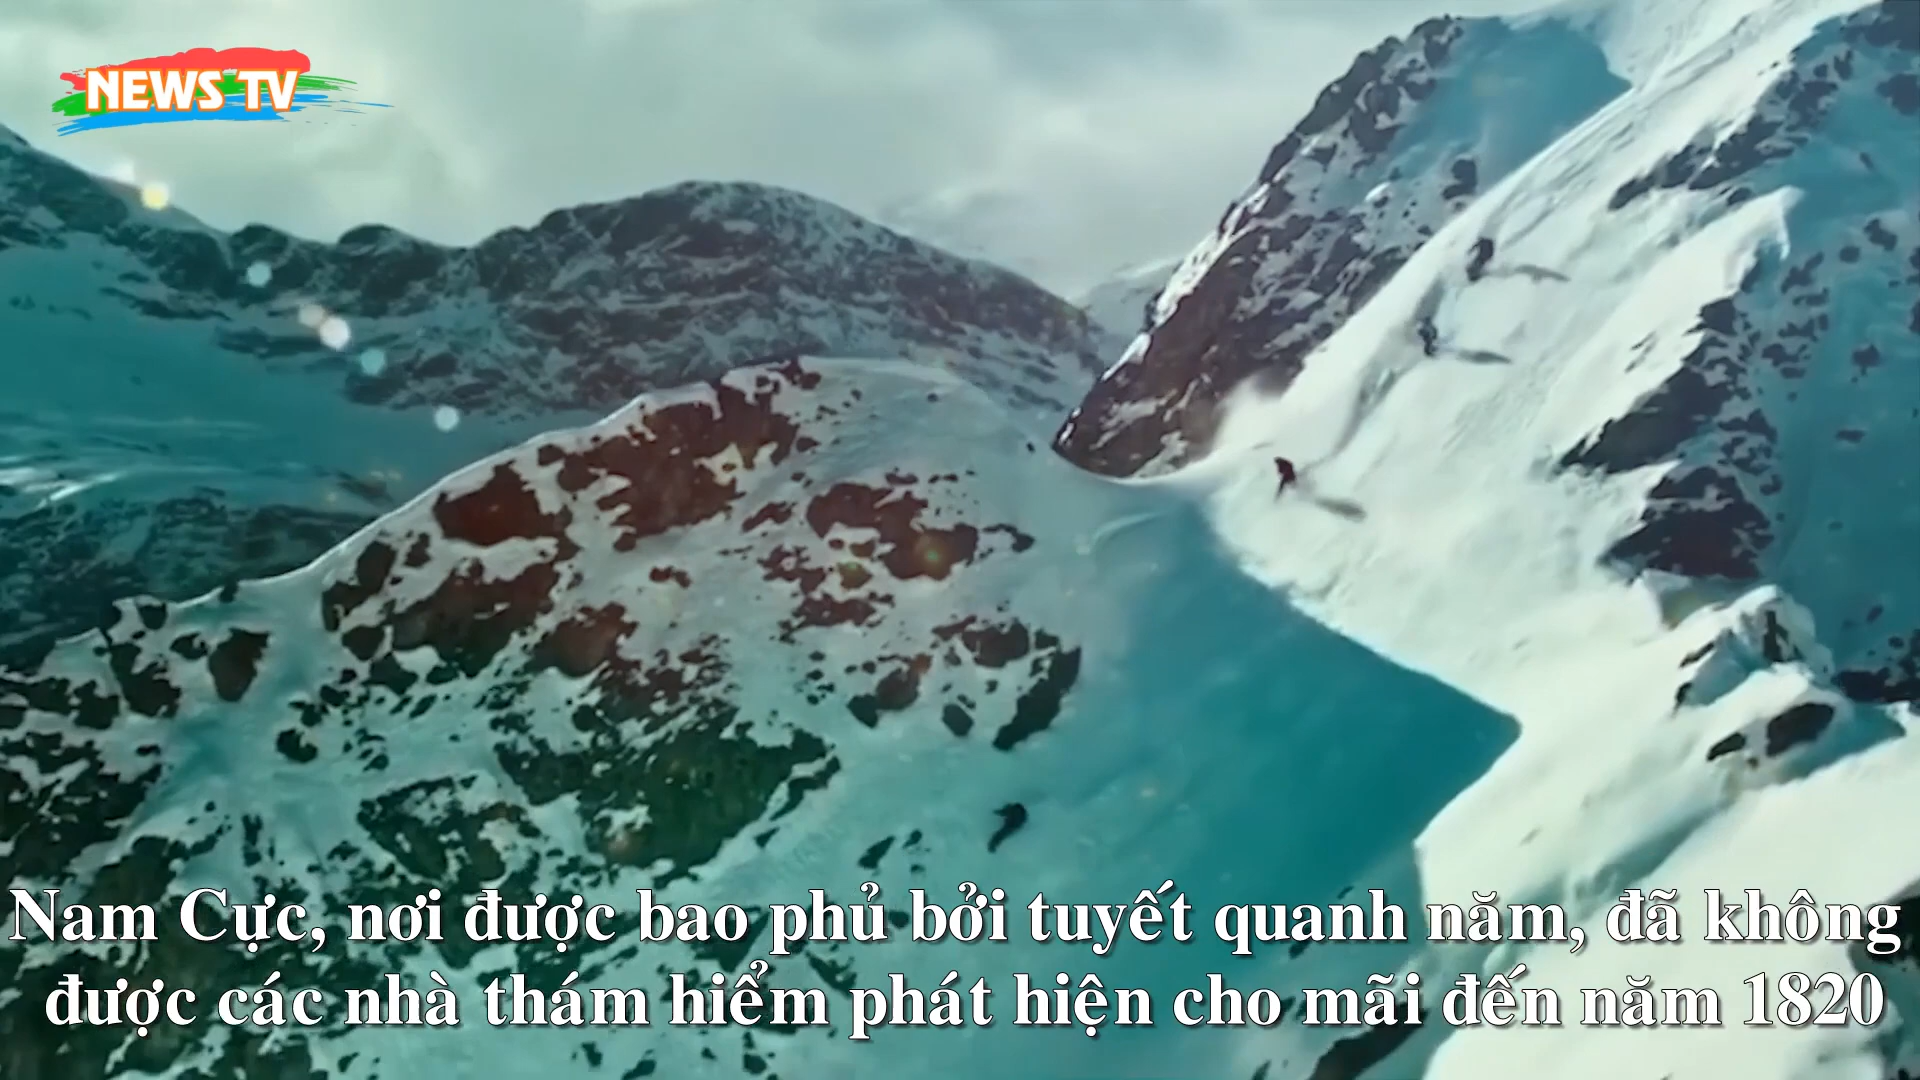 NEWS TV
Nam Cực, nơi được bao phủ bởi tuyết quanh năm, đã không
được các nhà thám hiểm phát hiện cho mãi đến năm 1820